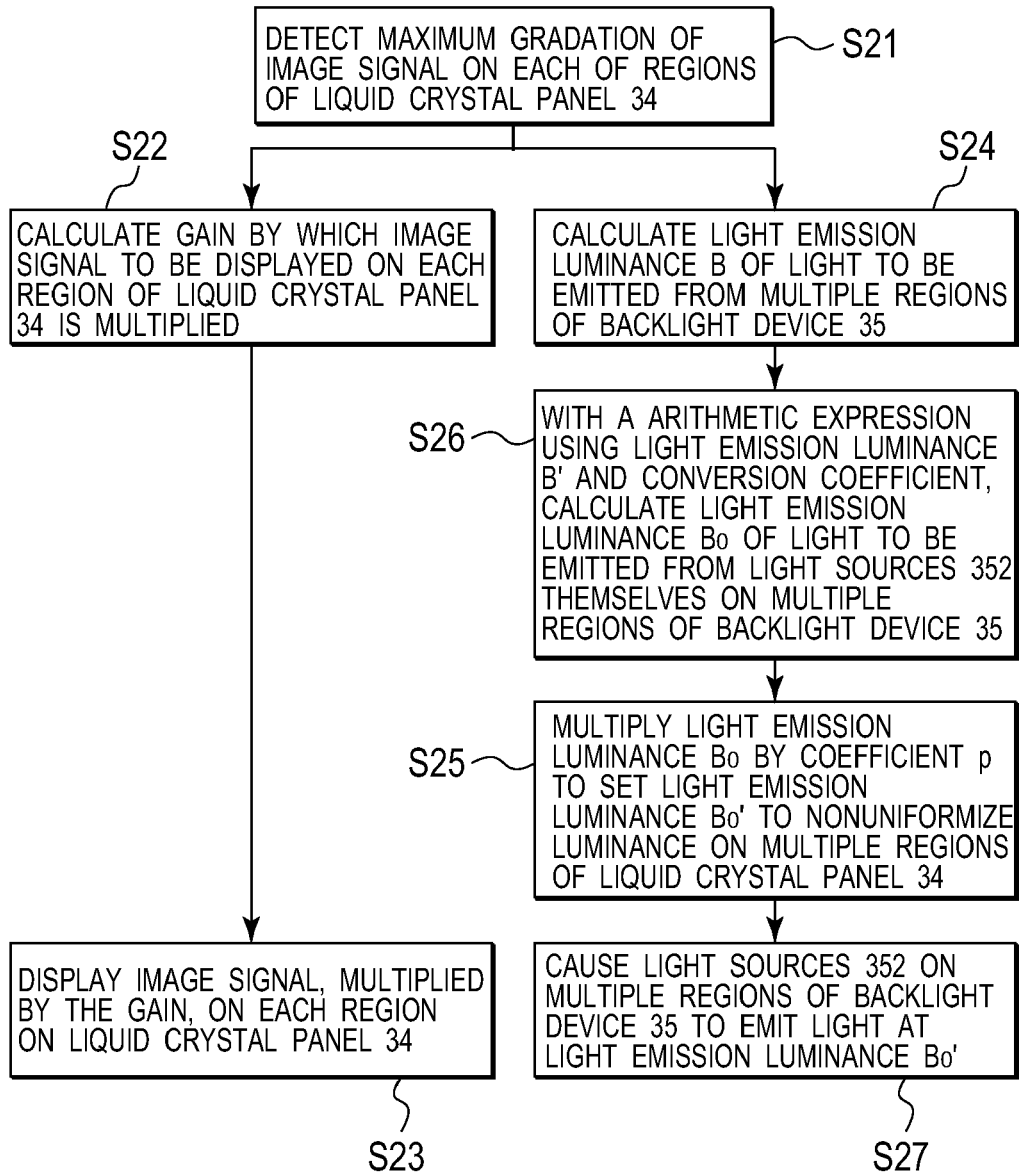 DETECT MAXIMUM GRADATION OF
IMAGE SIGNAL ON EACH OF REGIONS
OF LIQUID CRYSTAL PANEL 34
S21
S22
CALCULATE GAIN BY WHICH IMAGE
SIGNAL TO BE DISPLAYED ON EACH
REGION OF LIQUID CRYSTAL PANEL
34 IS MULTIPLIED
S24
CALCULATE LIGHT EMISSION
LUMINANCE B OF LIGHT TO BE
EMITTED FROM MULTIPLE REGIONS
OF BACKLIGHT DEVICE 35
S26
WITH A ARITHMETIC EXPRESSION
USING LIGHT EMISSION LUMINANCE
B' AND CONVERSION COEFFICIENT,
CALCULATE LIGHT EMISSION
LUMINANCE B0 OF LIGHT TO BE
EMITTED FROM LIGHT SOURCES 352
THEMSELVES ON MULTIPLE
REGIONS OF BACKLIGHT DEVICE 35
S25
MULTIPLY LIGHT EMISSION
LUMINANCE B0 BY COEFFICIENT p
TO SET LIGHT EMISSION
LUMINANCE B0' TO NONUNIFORMIZE
LUMINANCE ON MULTIPLE REGIONS
OF LIQUID CRYSTAL PANEL 34
DISPLAY IMAGE SIGNAL, MULTIPLIED
BY THE GAIN, ON EACH REGION
ON LIQUID CRYSTAL PANEL 34
S23
CAUSE LIGHT SOURCES 352 ON
MULTIPLE REGIONS OF BACKLIGHT
DEVICE 35 TO EMIT LIGHT AT
LIGHT EMISSION LUMINANCE B0'
S27